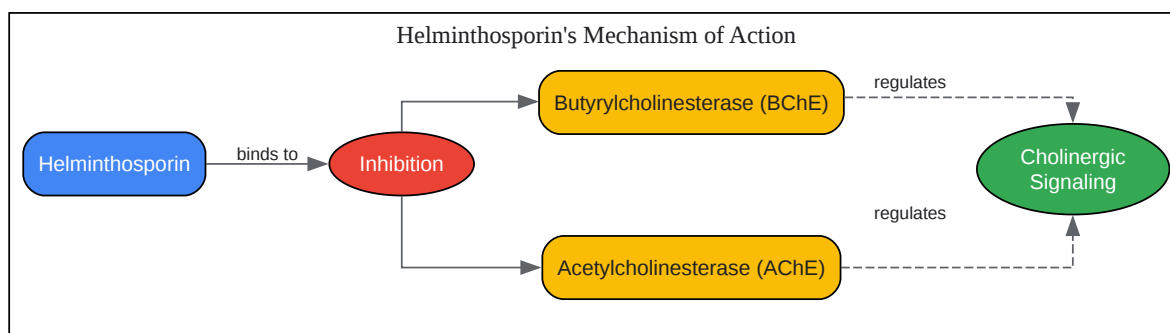 Helminthosporin's Mechanism of Action
Butyrylcholinesterase (BChE)
regulates
Helminthosporin
binds to
Inhibition
Cholinergic
Signaling
regulates
Acetylcholinesterase (AChE)